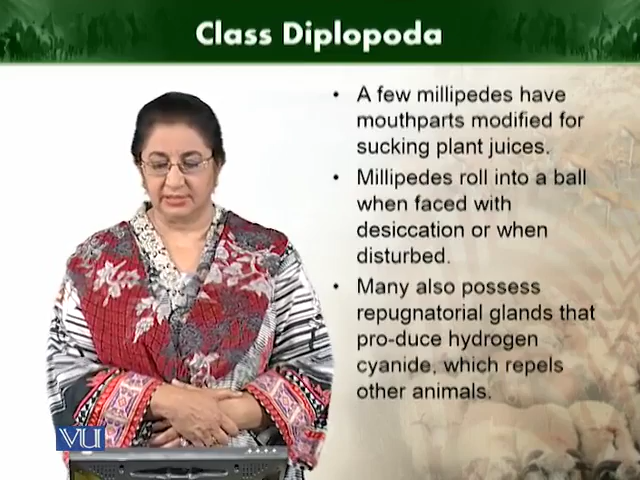 Class Diplopoda
• A few millipedes have
mouthparts modified for
sucking plant juices.
• Millipedes roll into a ball
when faced with
desiccation or when
disturbed.
• Many also possess
repugnatorial glands that
pro-duce hydrogen
cyanide, which repels
other animals.
VU